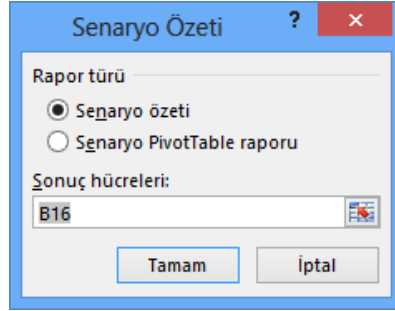 Senaryo Özeti ?
Rapor türü
Senaryo özeti
Senaryo PivotTable raporu
Sonuç hücreleri:
B16
Tamam İptal